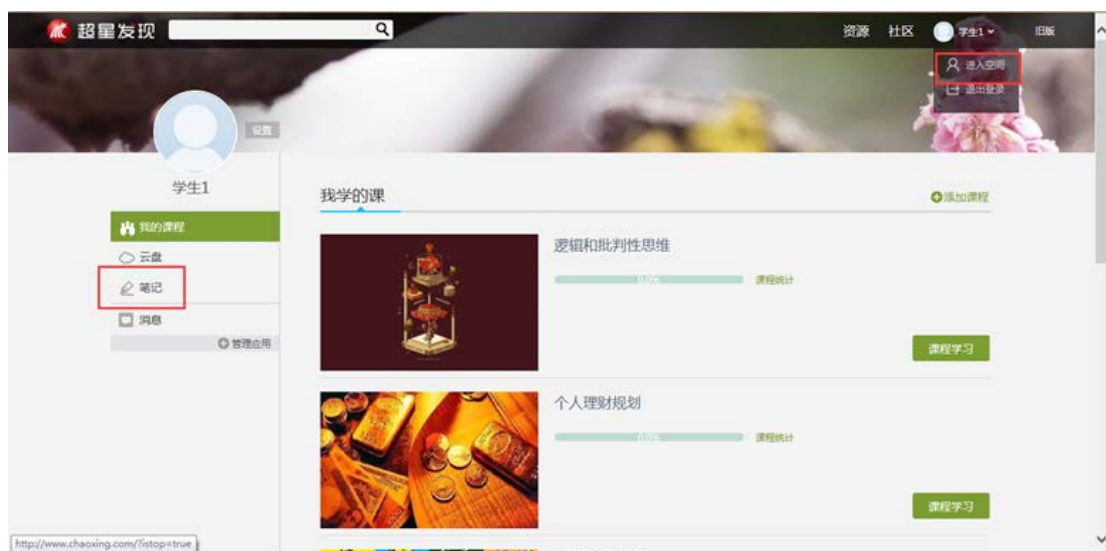 超星发现
资源 社区 学生1 旧版
进入空间
退出登录
设置
学生1
我学的课
添加课程
我的课程
云盘
笔记
消息
管理应用
逻辑和批判性思维
0.0% 课程统计
课程学习
个人理财规划
0.0% 课程统计
课程学习
http://www.chaoxing.com/?istop=true